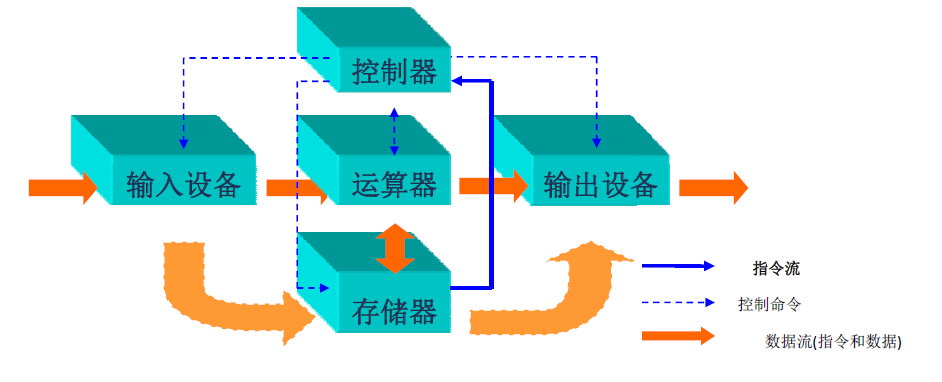 控制器
输入设备
运算器
输出设备
存储器
指令流
控制命令
数据流(指令和数据)